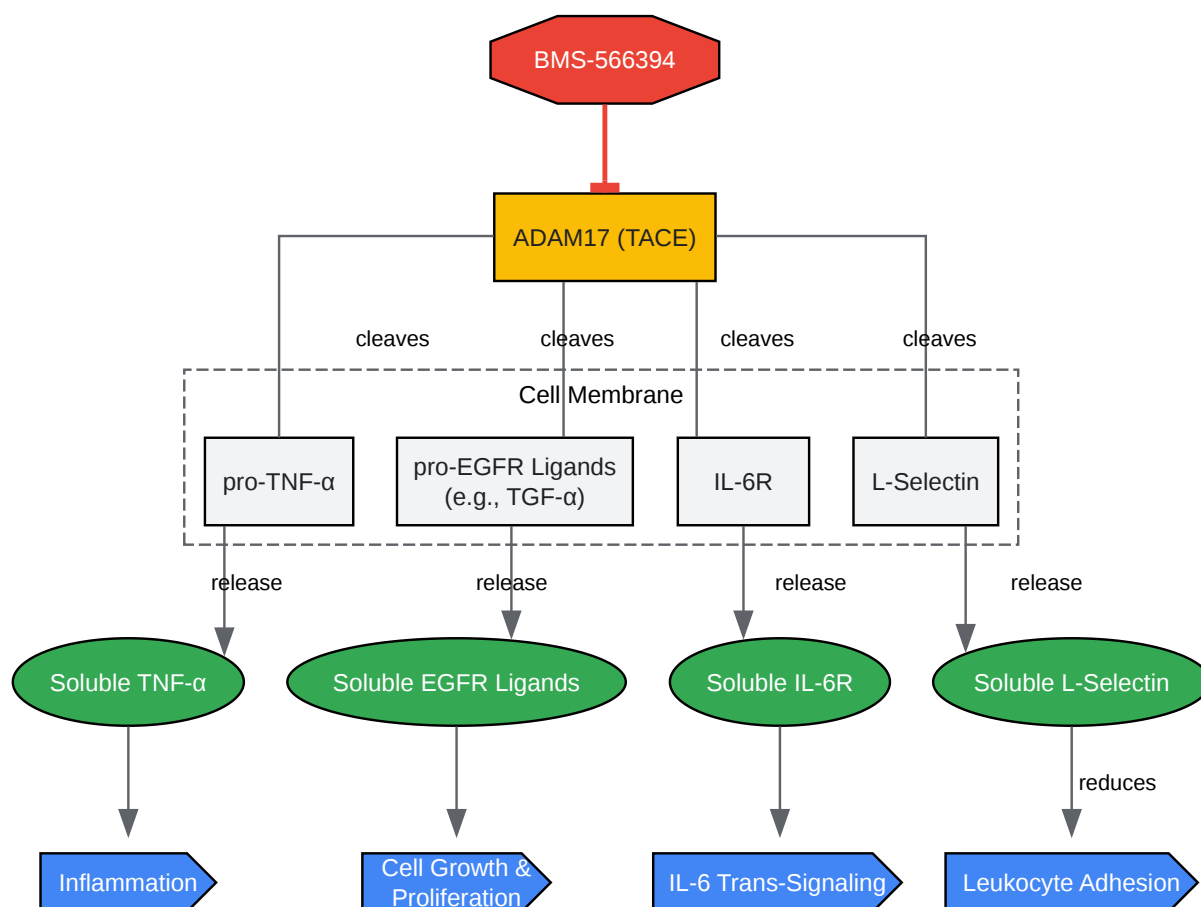 BMS-566394
ADAM17 (TACE)
cleaves
cleaves
cleaves
cleaves
Cell Membrane
pro-TNF-α
pro-EGFR Ligands
(e.g., TGF-α)
IL-6R
L-Selectin
release
release
release
release
Soluble TNF-α
Soluble EGFR Ligands
Soluble IL-6R
Soluble L-Selectin
reduces
Inflammation
Cell Growth &
Proliferation
IL-6 Trans-Signaling
Leukocyte Adhesion